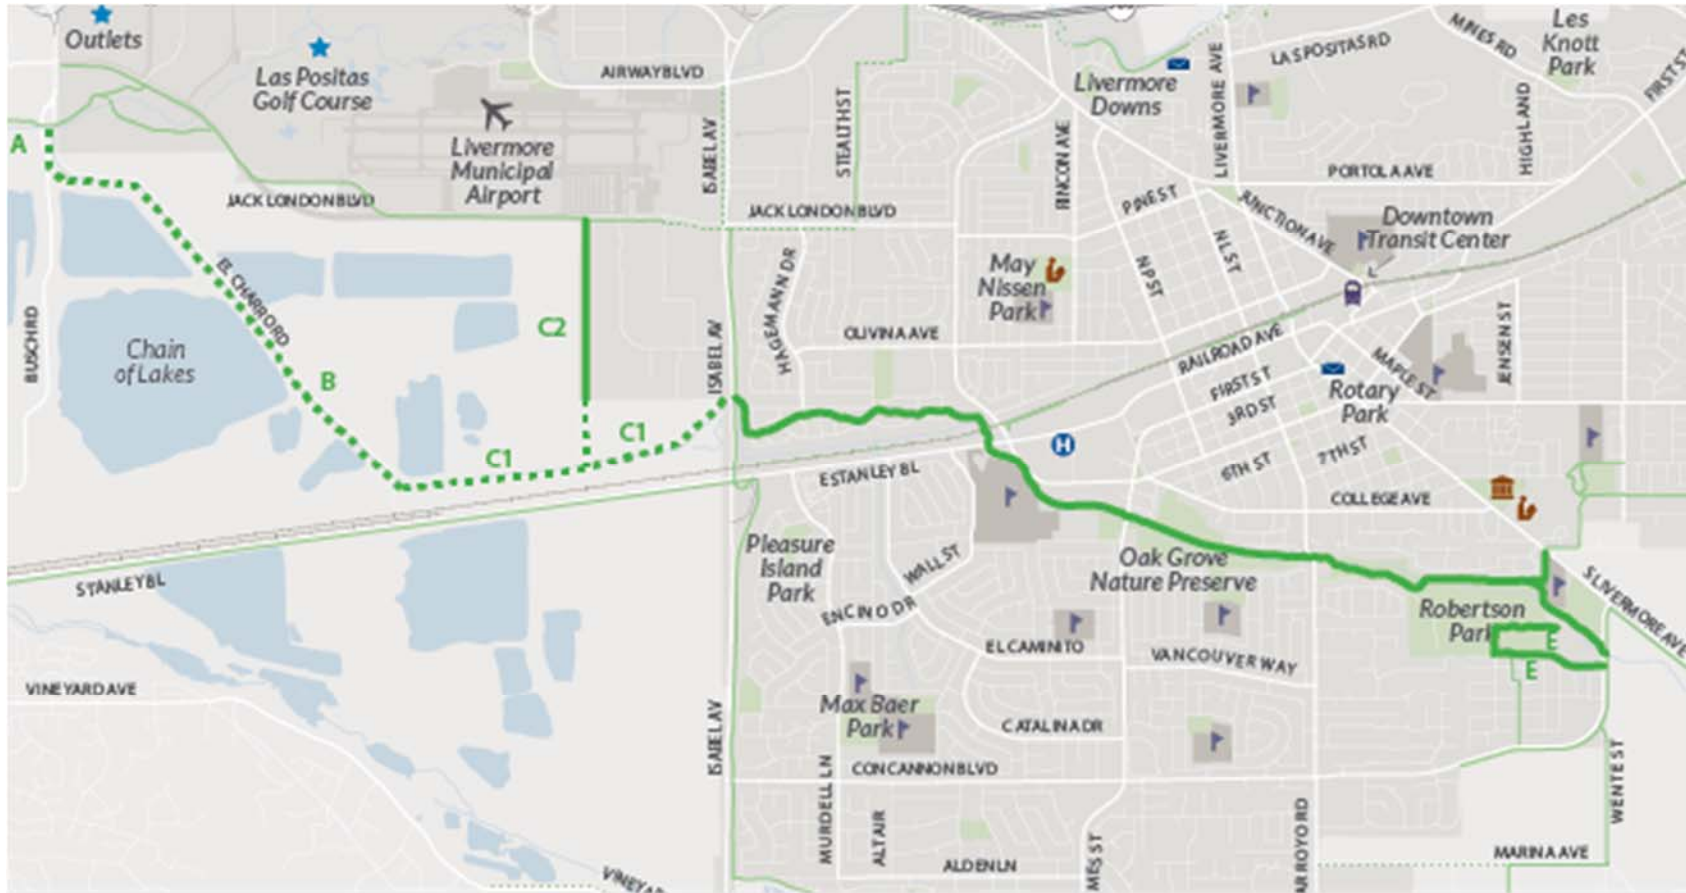 Outlets
Las Positas
Golf Course
AIRWAYBLVD
Livermore
Municipal
Airport
ISABEL AV
STEALTH ST
Livermore
Downs
RINCON AVE
LIVERMORE AVE
LAS POSITAS RD
Les
Knott
Park
FIRST ST
HIGHLAND
PORTOLA AVE
A
JACK LONDON BLVD
JACK LONDON BLVD
PINE ST
JUNCTION AVE
Downtown
Transit Center
N L ST
N P ST
May
Nissen
Park
H
EL CHARRO RD
HAGEMANN DR
C2
OLIVINA AVE
BUSCH RD
Chain
of Lakes
ISABEL AV
B
RAILROAD AVE
FIRST ST
3RD ST
MAPLE ST
JENSEN ST
Rotary
Park
C1
C1
E STANLEY BL
6TH ST
7TH ST
COLLEGE AVE
Pleasure
Island
Park
WALL ST
Oak Grove
Nature Preserve
STANLEY BL
ENCINO DR
S LIVERMORE AVE
Robertson
Park
E
E
EL CAMINITO
VANCOUVER WAY
VINEYARD AVE
Max Baer
Park
CATALINA DR
ISABEL AV
CONCANNON BLVD
MURDELL LN
ALTAIR
ALDEN LN
ARROYO RD
WENTE ST
MARINA AVE